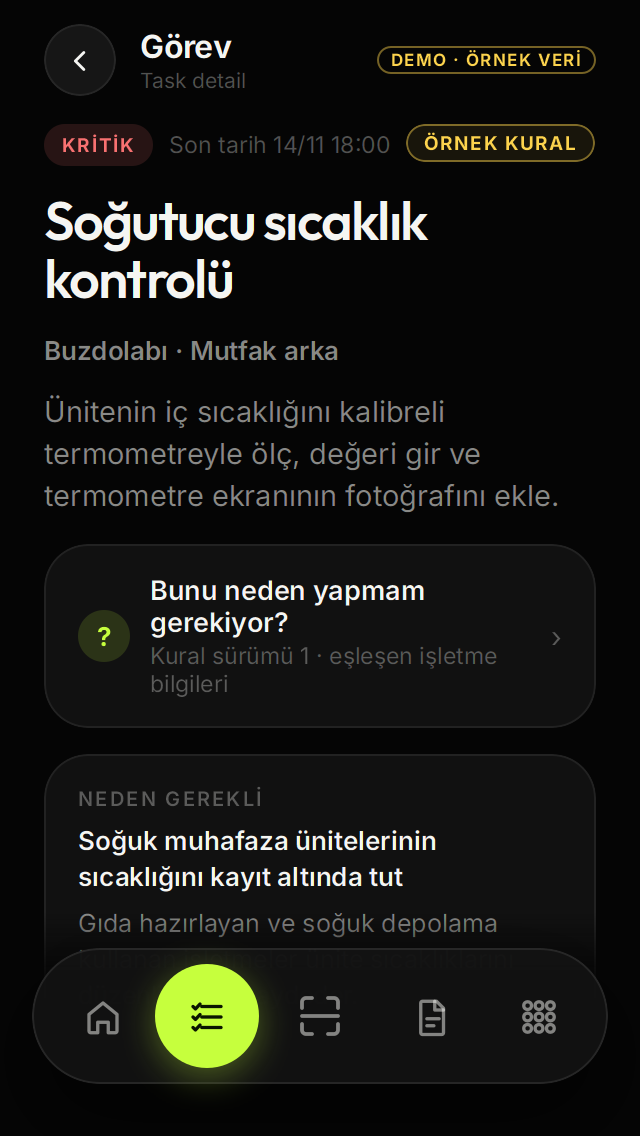 Görev
Task detail
DEMO · ÖRNEK VERİ
KRİTİK
Son tarih 14/11 18:00
ÖRNEK KURAL
Soğutucu sıcaklık
kontrolü
Buzdolabı · Mutfak arka
Ünitenin iç sıcaklığını kalibreli
termometreyle ölç, değeri gir ve
termometre ekranının fotoğrafını ekle.
?
Bunu neden yapmam
gerekiyor?
Kural sürümü 1 · eşleşen işletme
bilgileri
NEDEN GEREKLİ
Soğuk muhafaza ünitelerinin
sıcaklığını kayıt altında tut
Gıda hazırlayan ve soğuk depolama